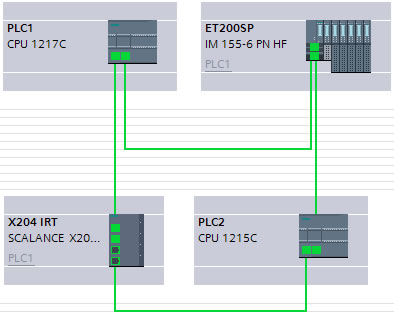 PLC1
CPU 1217C
ET200SP
IM 155-6 PN HF
PLC1
X204 IRT
SCALANCE X20...
PLC1
PLC2
CPU 1215C